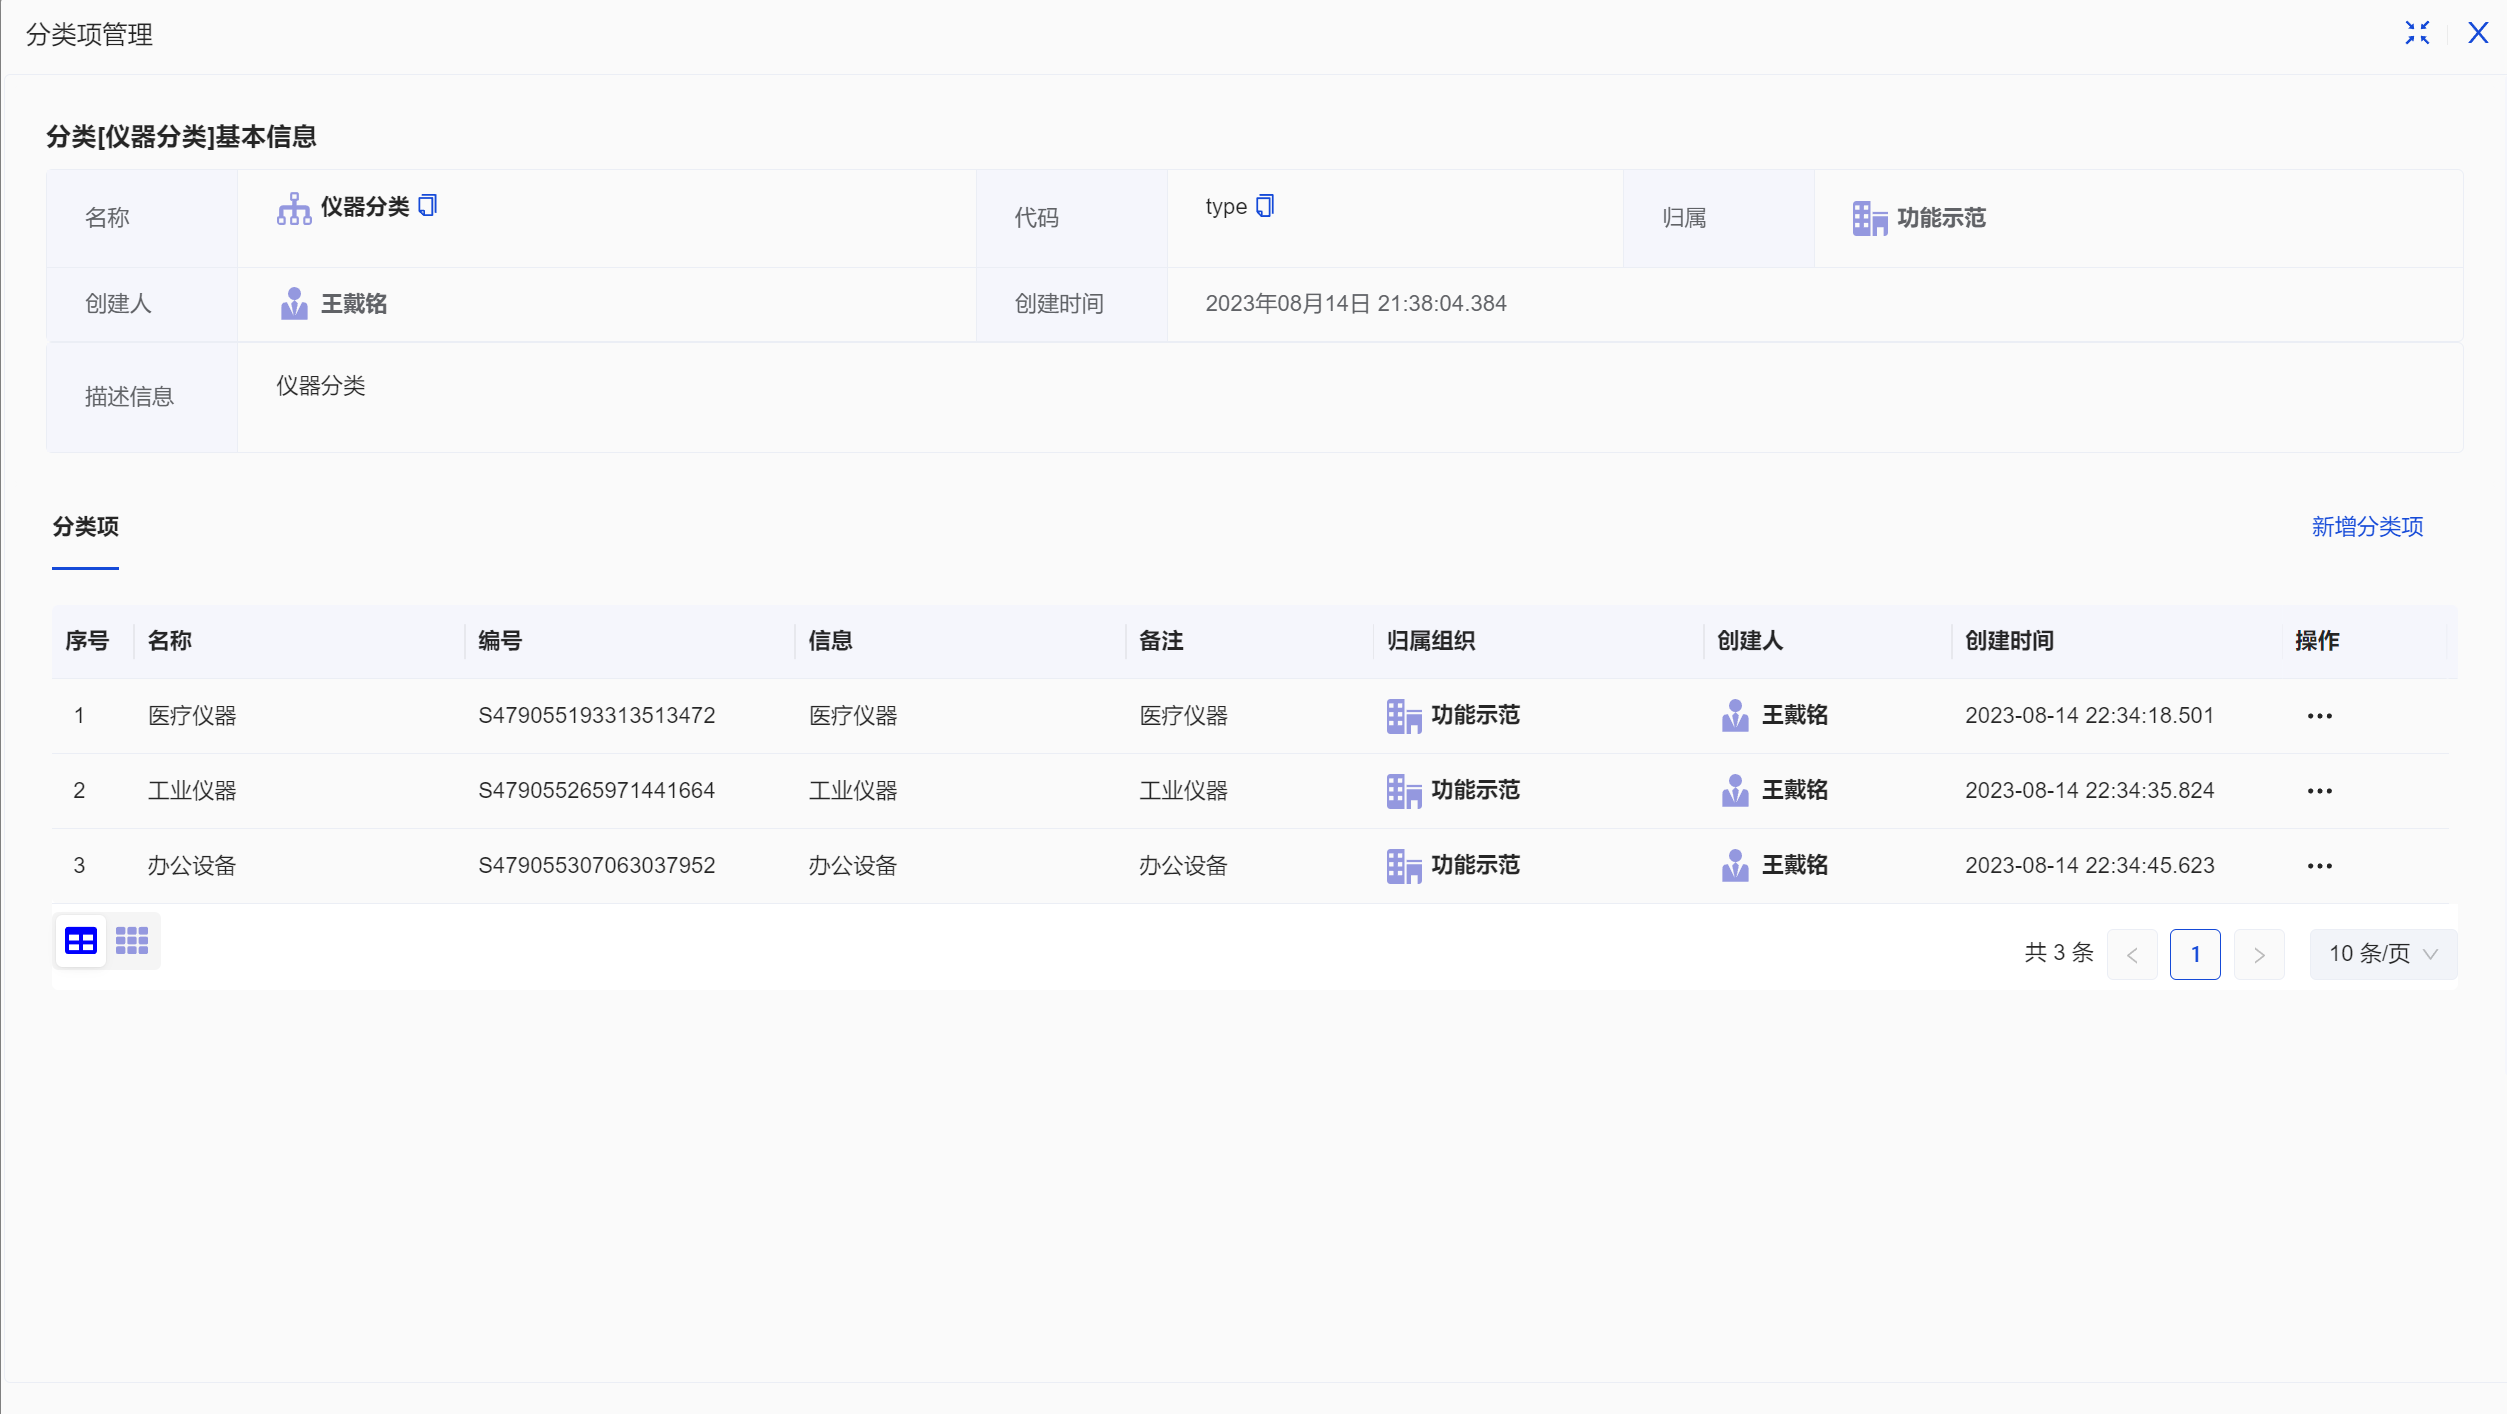 分类项管理
分类[仪器分类]基本信息
名称 仪器分类 代码 type 归属 功能示范
创建人 王戴铭 创建时间 2023年08月14日 21:38:04.384
描述信息 仪器分类
分类项 新增分类项
序号 名称 编号 信息 备注 归属组织 创建人 创建时间 操作
1 医疗仪器 S479055193313513472 医疗仪器 医疗仪器 功能示范 王戴铭 2023-08-14 22:34:18.501
2 工业仪器 S479055265971441664 工业仪器 工业仪器 功能示范 王戴铭 2023-08-14 22:34:35.824
3 办公设备 S479055307063037952 办公设备 办公设备 功能示范 王戴铭 2023-08-14 22:34:45.623
共 3 条 1 10 条/页